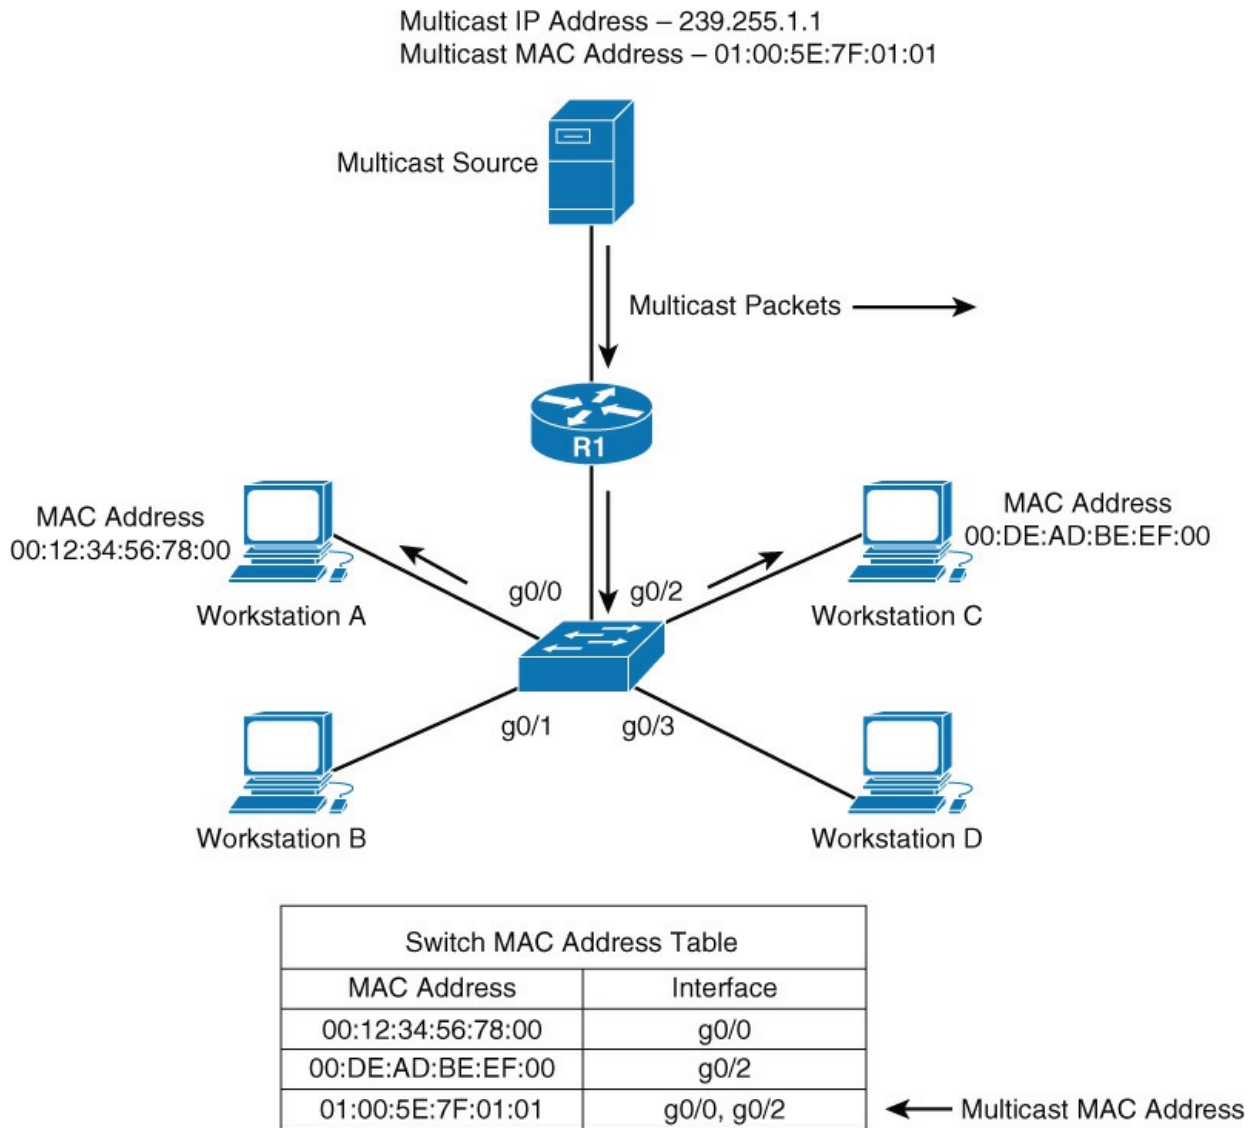 Multicast IP Address – 239.255.1.1
Multicast MAC Address – 01:00:5E:7F:01:01
Multicast Source
Multicast Packets
R1
MAC Address
00:12:34:56:78:00
Workstation A
MAC Address
00:DE:AD:BE:EF:00
Workstation C
g0/0
g0/2
g0/1
g0/3
Workstation B
Workstation D
Switch MAC Address Table
MAC Address Interface
00:12:34:56:78:00 g0/0
00:DE:AD:BE:EF:00 g0/2
01:00:5E:7F:01:01 g0/0, g0/2
Multicast MAC Address